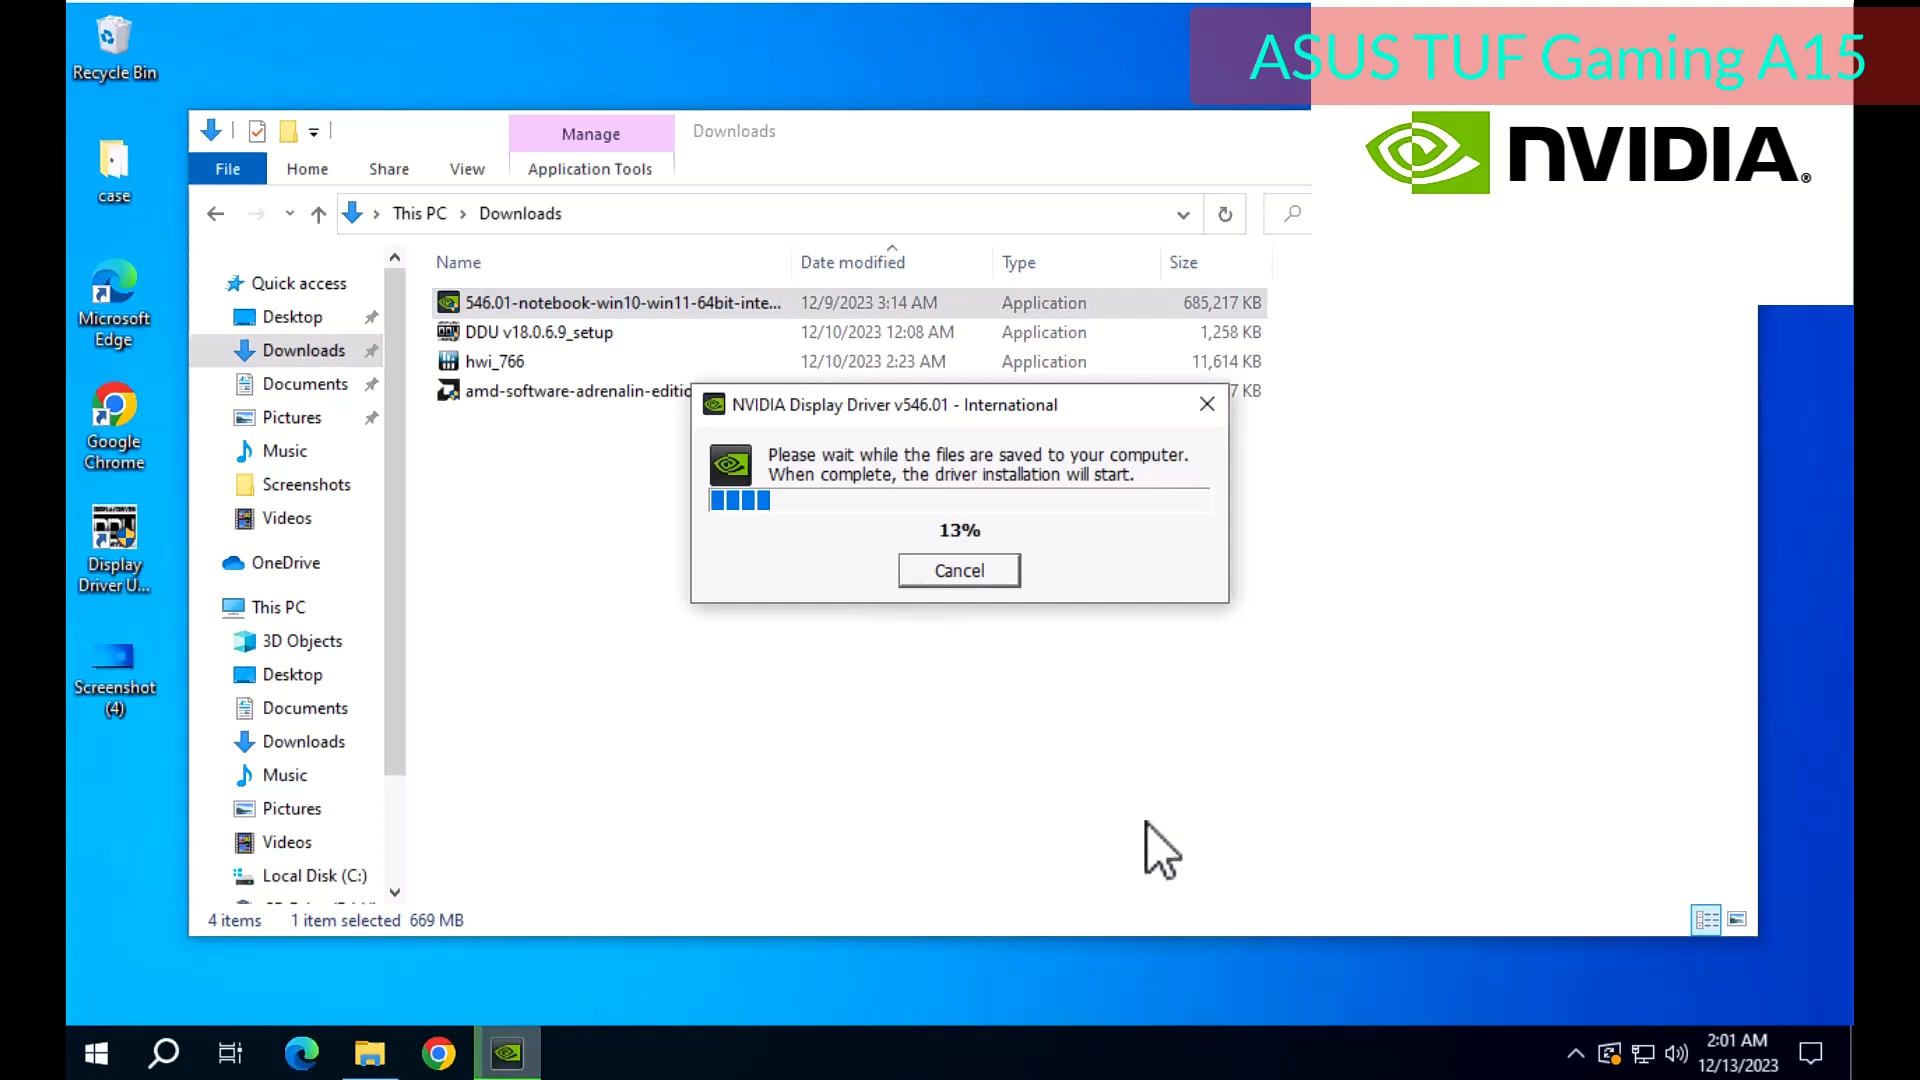 ASUS TUF Gaming A15
NVIDIA®
Recycle Bin
case
Microsoft
Edge
Google
Chrome
Display
Driver U...
Screenshot
(4)
Manage
Downloads
File
Home
Share
View
Application Tools
This PC
Downloads
Name
Date modified
Type
Size
546.01-notebook-win10-win11-64bit-inte... 12/9/2023 3:14 AM Application 685,217 KB
DDU v18.0.6.9_setup 12/10/2023 12:08 AM Application 1,258 KB
hwi_766 12/10/2023 2:23 AM Application 11,614 KB
amd-software-adrenalin-editio 7 KB
Quick access
Desktop
Downloads
Documents
Pictures
Music
Screenshots
Videos
OneDrive
This PC
3D Objects
Desktop
Documents
Downloads
Music
Pictures
Videos
Local Disk (C:)
NVIDIA Display Driver v546.01 - International
Please wait while the files are saved to your computer.
When complete, the driver installation will start.
13%
Cancel
4 items 1 item selected 669 MB
2:01 AM
12/13/2023